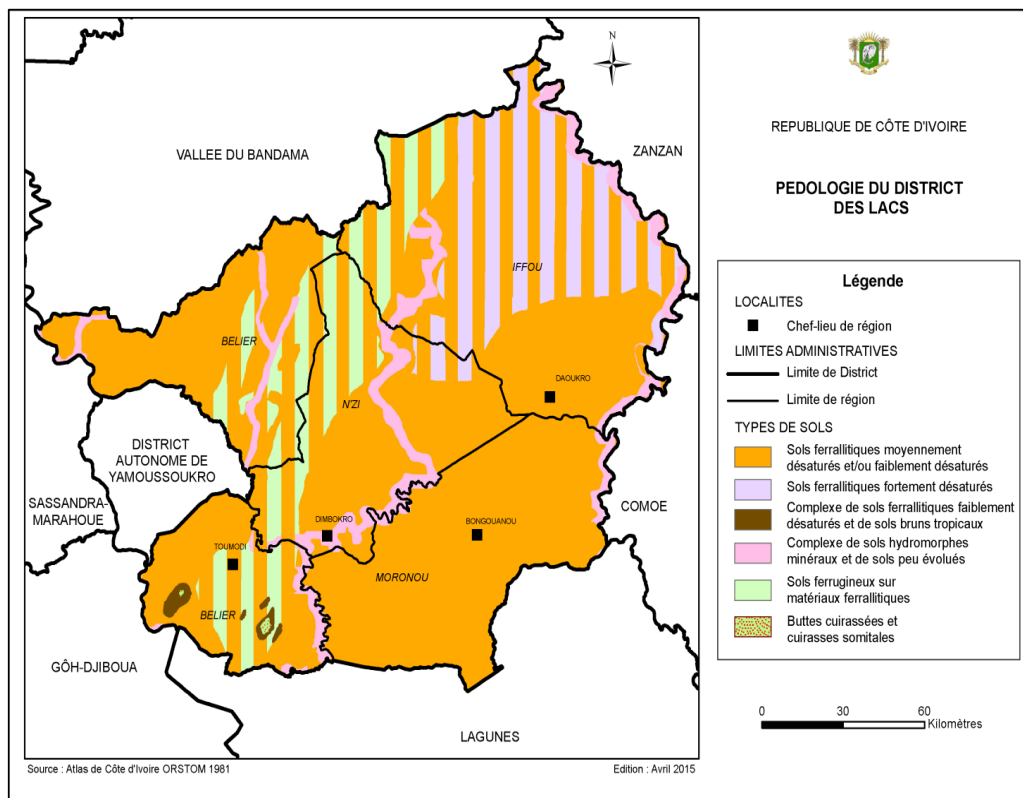 N
VALLEE DU BANDAMA
ZANZAN
IFFOU
BELIER
N'ZI
DAOUKRO
DISTRICT
AUTONOME DE
YAMOUSSOUKRO
SASSANDRA-
MARAHOUE
COMOE
DIMBOKRO
BONGOUANOU
TOUMODI
MORONOU
BELIER
GÔH-DJIBOUA
LAGUNES
Source : Atlas de Côte d'Ivoire ORSTOM 1981
Edition : Avril 2015
REPUBLIQUE DE CÔTE D'IVOIRE
PEDOLOGIE DU DISTRICT
DES LACS
Légende
LOCALITES
Chef-lieu de région
LIMITES ADMINISTRATIVES
Limite de District
Limite de région
TYPES DE SOLS
Sols ferrallitiques moyennement
désaturés et/ou faiblement désaturés
Sols ferrallitiques fortement désaturés
Complexe de sols ferrallitiques faiblement
désaturés et de sols bruns tropicaux
Complexe de sols hydromorphes
minéraux et de sols peu évolués
Sols ferrugineux sur
matériaux ferrallitiques
Buttes cuirassées et
cuirasses somitales
0 30 60
Kilomètres